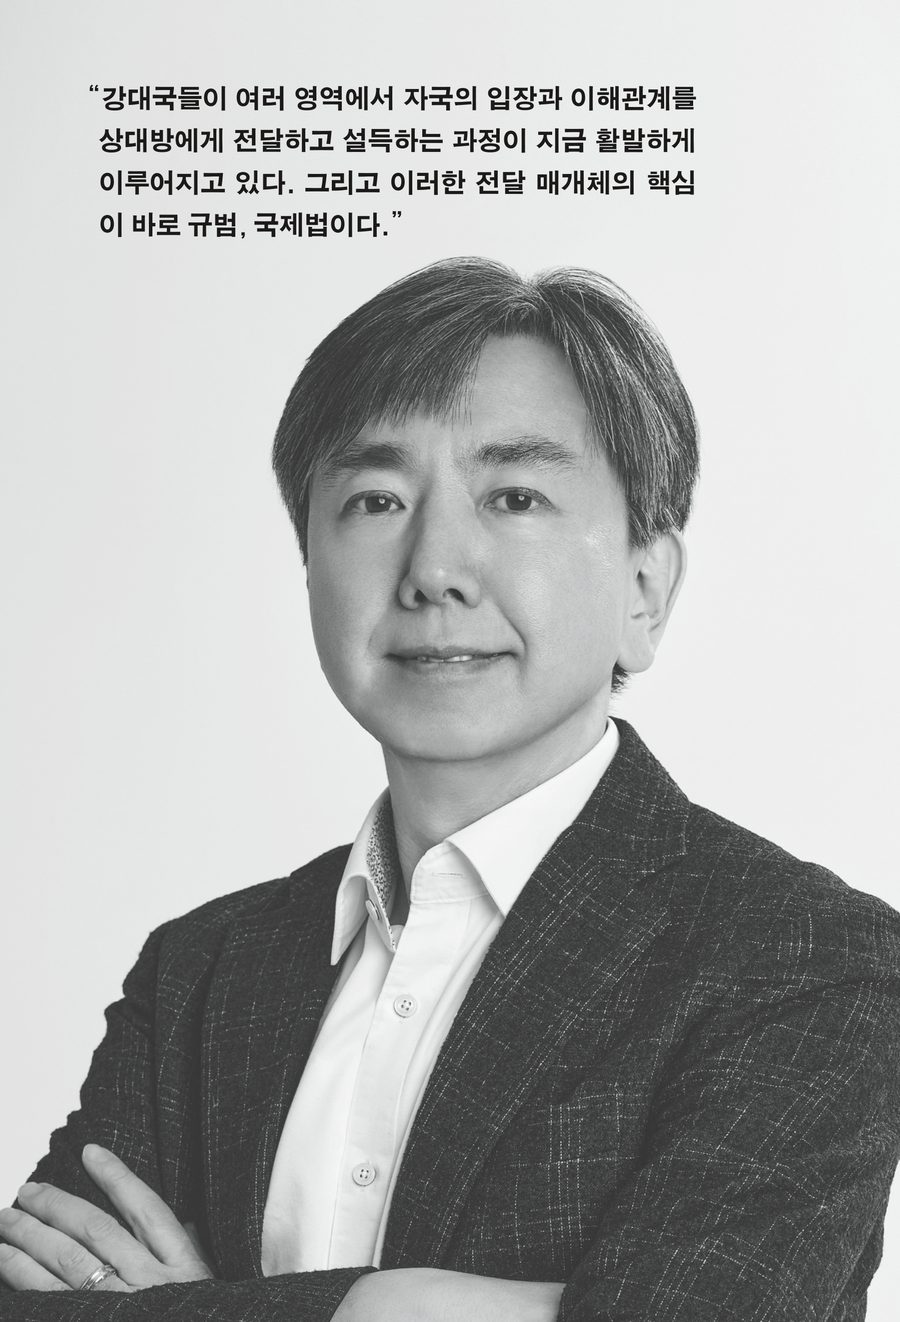 “강대국들이 여러 영역에서 자국의 입장과 이해관계를
상대방에게 전달하고 설득하는 과정이 지금 활발하게
이루어지고 있다. 그리고 이러한 전달 매개체의 핵심
이 바로 규범, 국제법이다.”